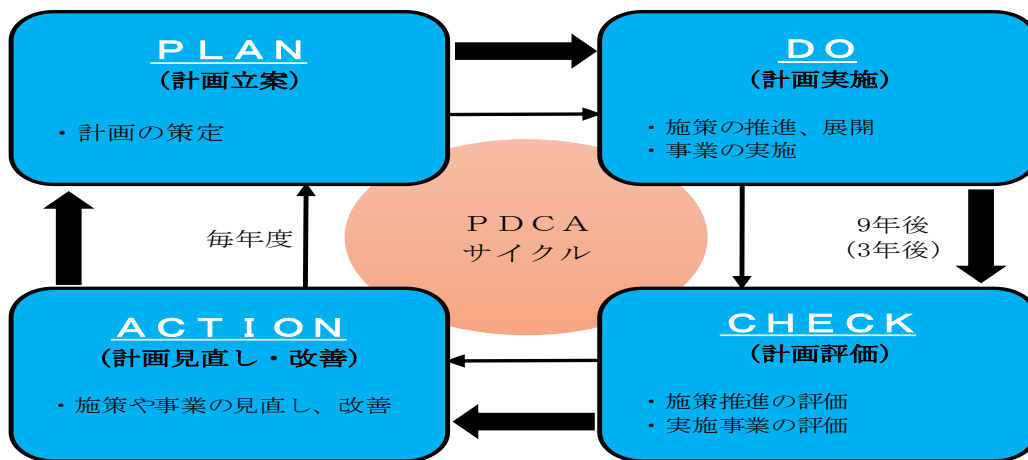 ＰＬＡＮ
(計画立案)
・計画の策定
ＤＯ
(計画実施)
・施策の推進、展開
・事業の実施
ＰＤＣＡ
サイクル
毎年度
9年後
(3年後)
ＡＣＴＩＯＮ
(計画見直し・改善)
・施策や事業の見直し、改善
ＣＨＥＣＫ
(計画評価)
・施策推進の評価
・実施事業の評価